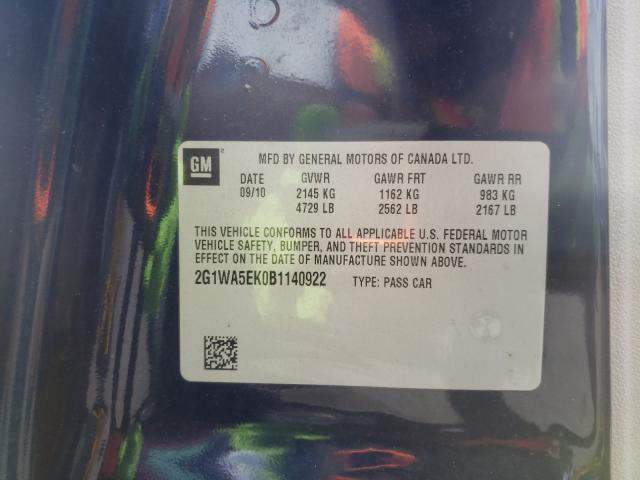 GM MFD BY GENERAL MOTORS OF CANADA LTD.
DATE GVWR GAWR FRT GAWR RR
09/10 2145 KG 1162 KG 983 KG
4729 LB 2562 LB 2167 LB
THIS VEHICLE CONFORMS TO ALL APPLICABLE U.S. FEDERAL MOTOR
VEHICLE SAFETY, BUMPER, AND THEFT PREVENTION STANDARDS IN
EFFECT ON THE DATE OF MANUFACTURE SHOWN ABOVE.
2G1WA5EK0B1140922 TYPE: PASS CAR